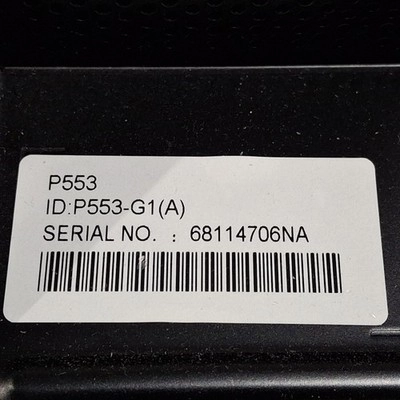 P553
ID:P553-G1(A)
SERIAL NO. : 68114706NA